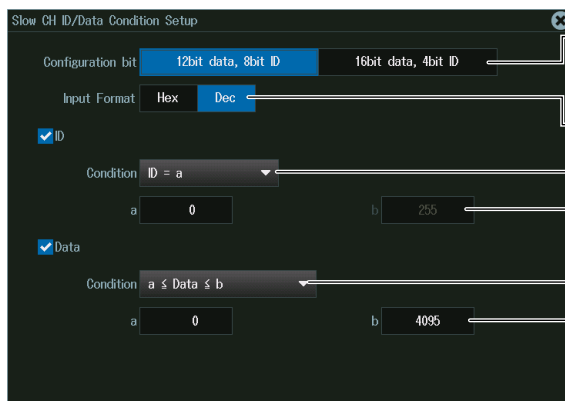 Slow CH ID/Data Condition Setup
Configuration bit 12bit data, 8bit ID 16bit data, 4bit ID
Input Format Hex Dec
ID
Condition ID = a
a 0 b 255
Data
Condition a ≤ Data ≤ b
a 0 b 4095